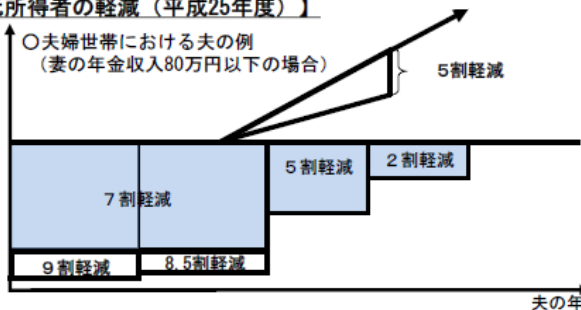 所得者の軽減（平成25年度）】
〇夫婦世帯における夫の例
（妻の年金収入80万円以下の場合）
5割軽減
7割軽減
5割軽減
2割軽減
9割軽減
8.5割軽減
夫の年